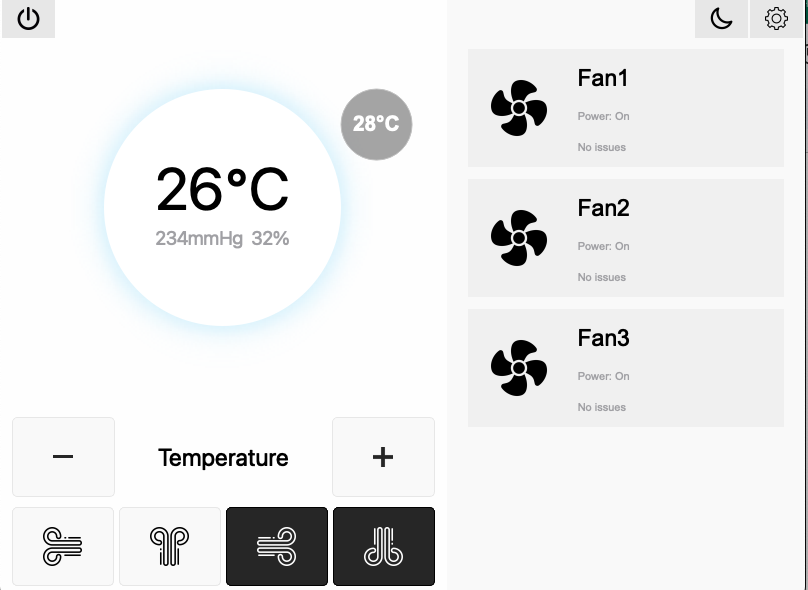 28°C
26°C
234mmHg 32%
Temperature
Fan1
Power: On
No issues
Fan2
Power: On
No issues
Fan3
Power: On
No issues